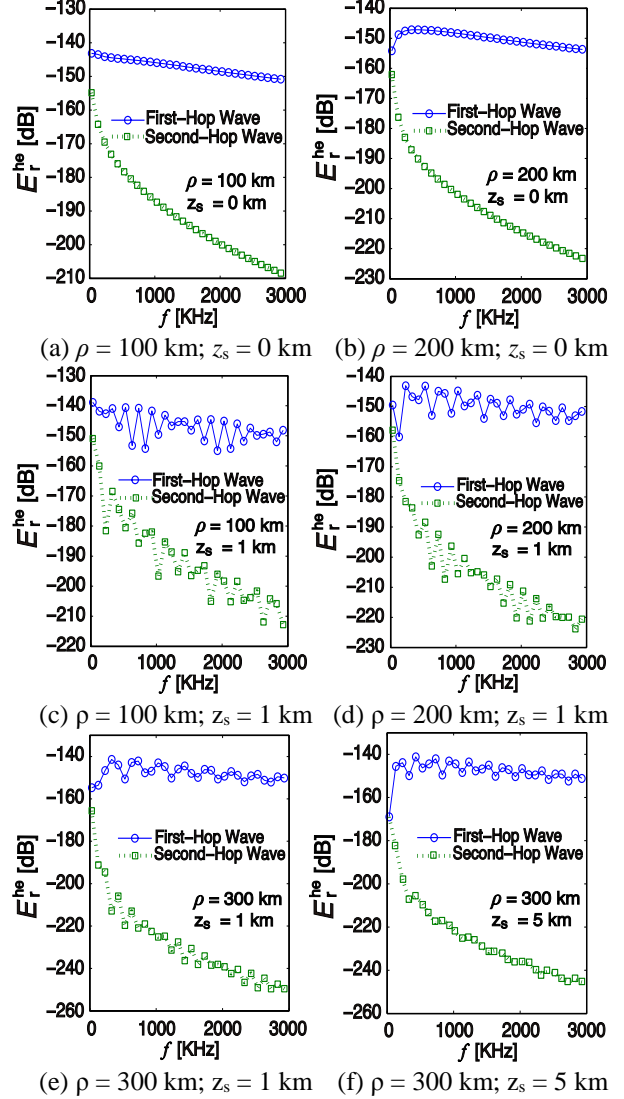 −130
−140
−150
−160
−170
−180
−190
−200
−210
E_r^he [dB]
First−Hop Wave
Second−Hop Wave
ρ = 100 km
z_s = 0 km
0 1000 2000 3000
f [KHz]
(a) ρ = 100 km; z_s = 0 km
−140
−150
−160
−170
−180
−190
−200
−210
−220
−230
E_r^he [dB]
First−Hop Wave
Second−Hop Wave
ρ = 200 km
z_s = 0 km
0 1000 2000 3000
f [KHz]
(b) ρ = 200 km; z_s = 0 km
−130
−140
−150
−160
−170
−180
−190
−200
−210
−220
E_r^he [dB]
First−Hop Wave
Second−Hop Wave
ρ = 100 km
z_s = 1 km
0 1000 2000 3000
f [KHz]
(c) ρ = 100 km; z_s = 1 km
−140
−150
−160
−170
−180
−190
−200
−210
−220
−230
E_r^he [dB]
First−Hop Wave
Second−Hop Wave
ρ = 200 km
z_s = 1 km
0 1000 2000 3000
f [KHz]
(d) ρ = 200 km; z_s = 1 km
−140
−160
−180
−200
−220
−240
−260
E_r^he [dB]
First−Hop Wave
Second−Hop Wave
ρ = 300 km
z_s = 1 km
0 1000 2000 3000
f [KHz]
(e) ρ = 300 km; z_s = 1 km
−140
−160
−180
−200
−220
−240
−260
E_r^he [dB]
First−Hop Wave
Second−Hop Wave
ρ = 300 km
z_s = 5 km
0 1000 2000 3000
f [KHz]
(f) ρ = 300 km; z_s = 5 km